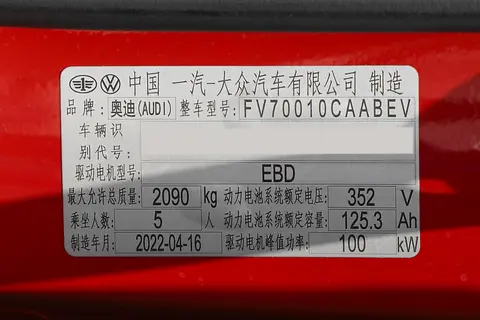 中国 一汽-大众汽车有限公司 制造
品牌: 奥迪(AUDI) 整车型号: FV70010CAABEV
车辆识
别代号:
驱动电机型号: EBD
最大允许总质量: 2090 kg 动力电池系统额定电压: 352 V
乘坐人数: 5 人 动力电池系统额定容量: 125.3 Ah
制造年月: 2022-04-16 驱动电机峰值功率: 100 kW